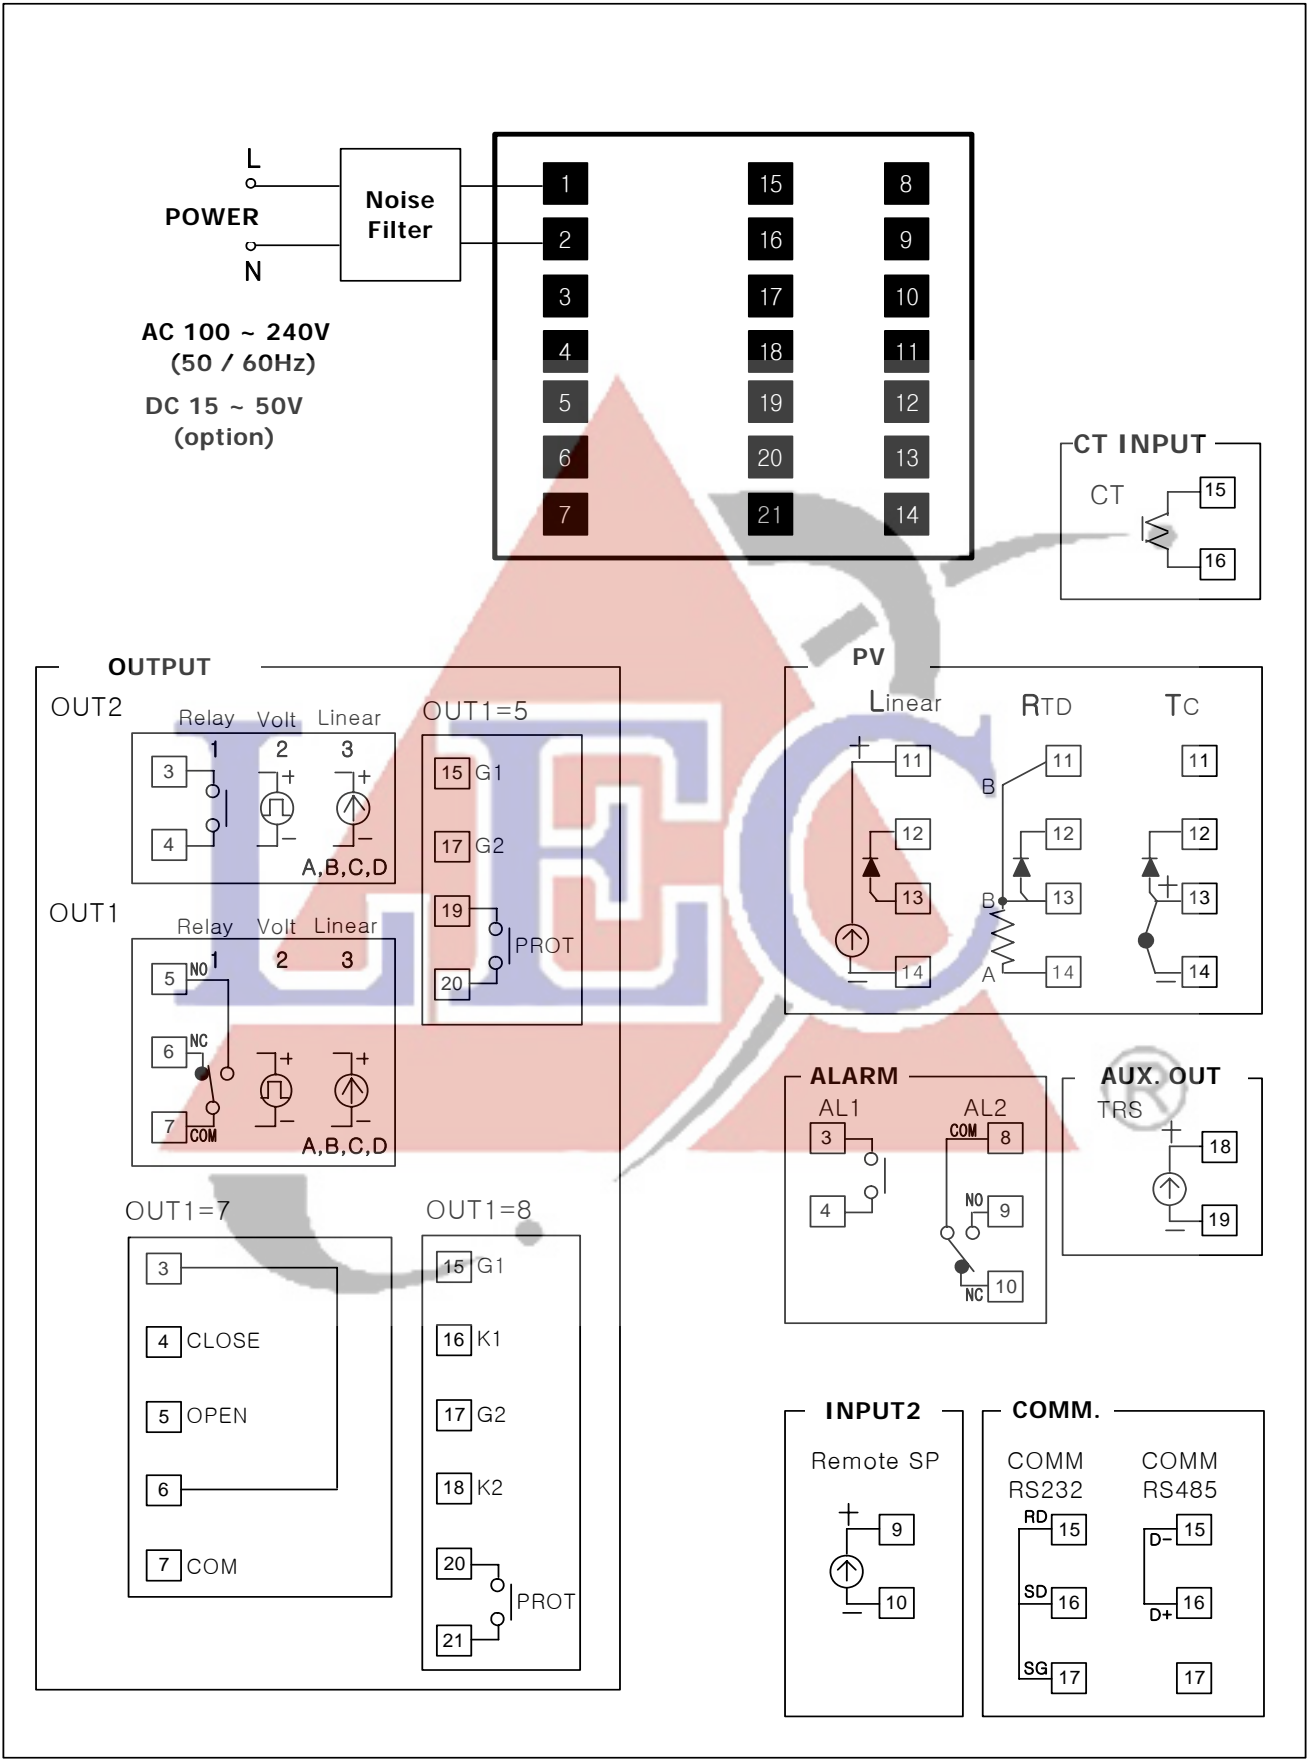 L
POWER
N
Noise
Filter
AC 100 ~ 240V
(50 / 60Hz)
DC 15 ~ 50V
(option)
1 15 8
2 16 9
3 17 10
4 18 11
5 19 12
6 20 13
7 21 14
CT INPUT
CT
15
16
OUTPUT
OUT2
Relay Volt Linear
1 2 3
3
+ +
4
− −
A,B,C,D
OUT1
Relay Volt Linear
1 2 3
5 NO
6 NC
+ +
7 COM
− −
A,B,C,D
OUT1=5
15 G1
17 G2
19
PROT
20
OUT1=7
3
4 CLOSE
5 OPEN
6
7 COM
OUT1=8
15 G1
16 K1
17 G2
18 K2
20
PROT
21
PV
Linear RTD TC
+ 11 B 11 11
12 12 12
13 B 13 + 13
− 14 A 14 − 14
ALARM
AL1 AL2
3 COM 8
4 NO 9
NC 10
AUX. OUT
TRS
+ 18
− 19
INPUT2
Remote SP
+ 9
− 10
COMM.
COMM COMM
RS232 RS485
RD 15 D− 15
SD 16 D+ 16
SG 17 17
LEC
®